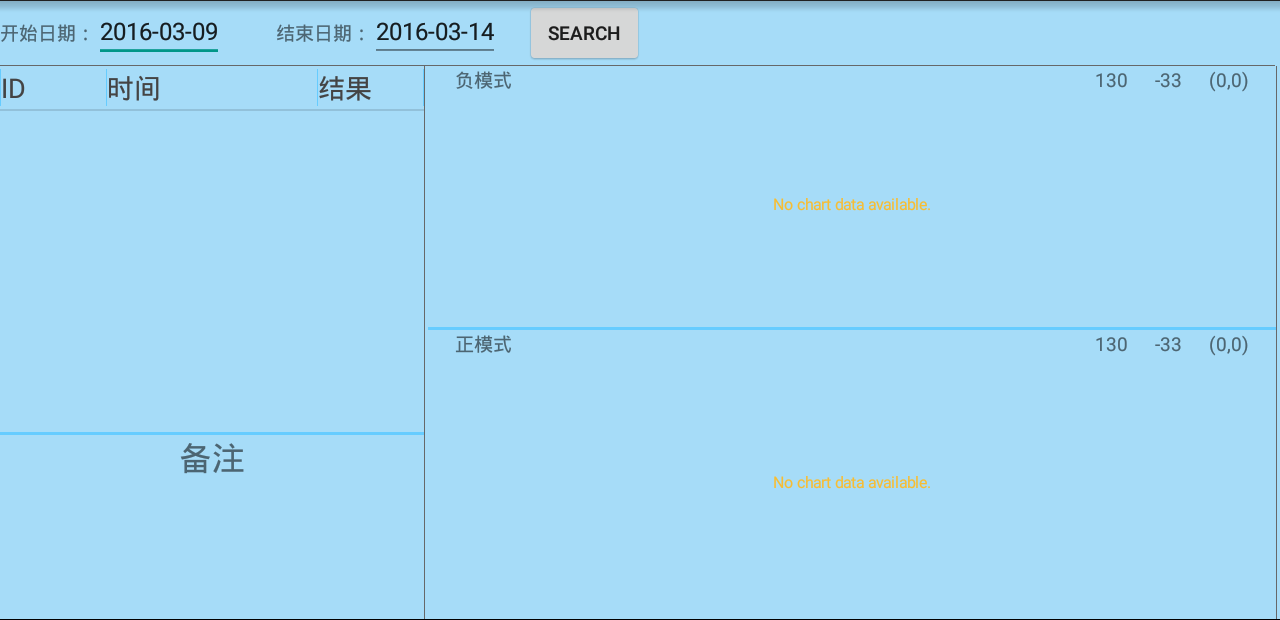 开始日期： 2016-03-09 结束日期： 2016-03-14 SEARCH
ID 时间 结果
负模式 130 -33 (0,0)
No chart data available.
正模式 130 -33 (0,0)
备注
No chart data available.